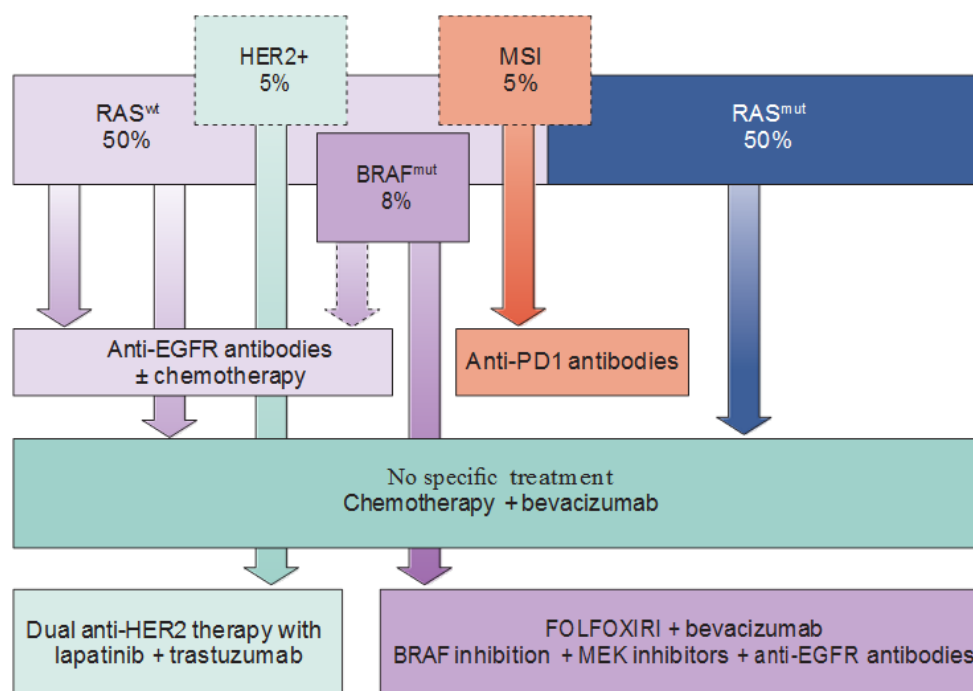 HER2+
5%
MSI
5%
RASwt
50%
RASmut
50%
BRAFmut
8%
Anti-EGFR antibodies
± chemotherapy
Anti-PD1 antibodies
No specific treatment
Chemotherapy + bevacizumab
Dual anti-HER2 therapy with
lapatinib + trastuzumab
FOLFOXIRI + bevacizumab
BRAF inhibition + MEK inhibitors + anti-EGFR antibodies